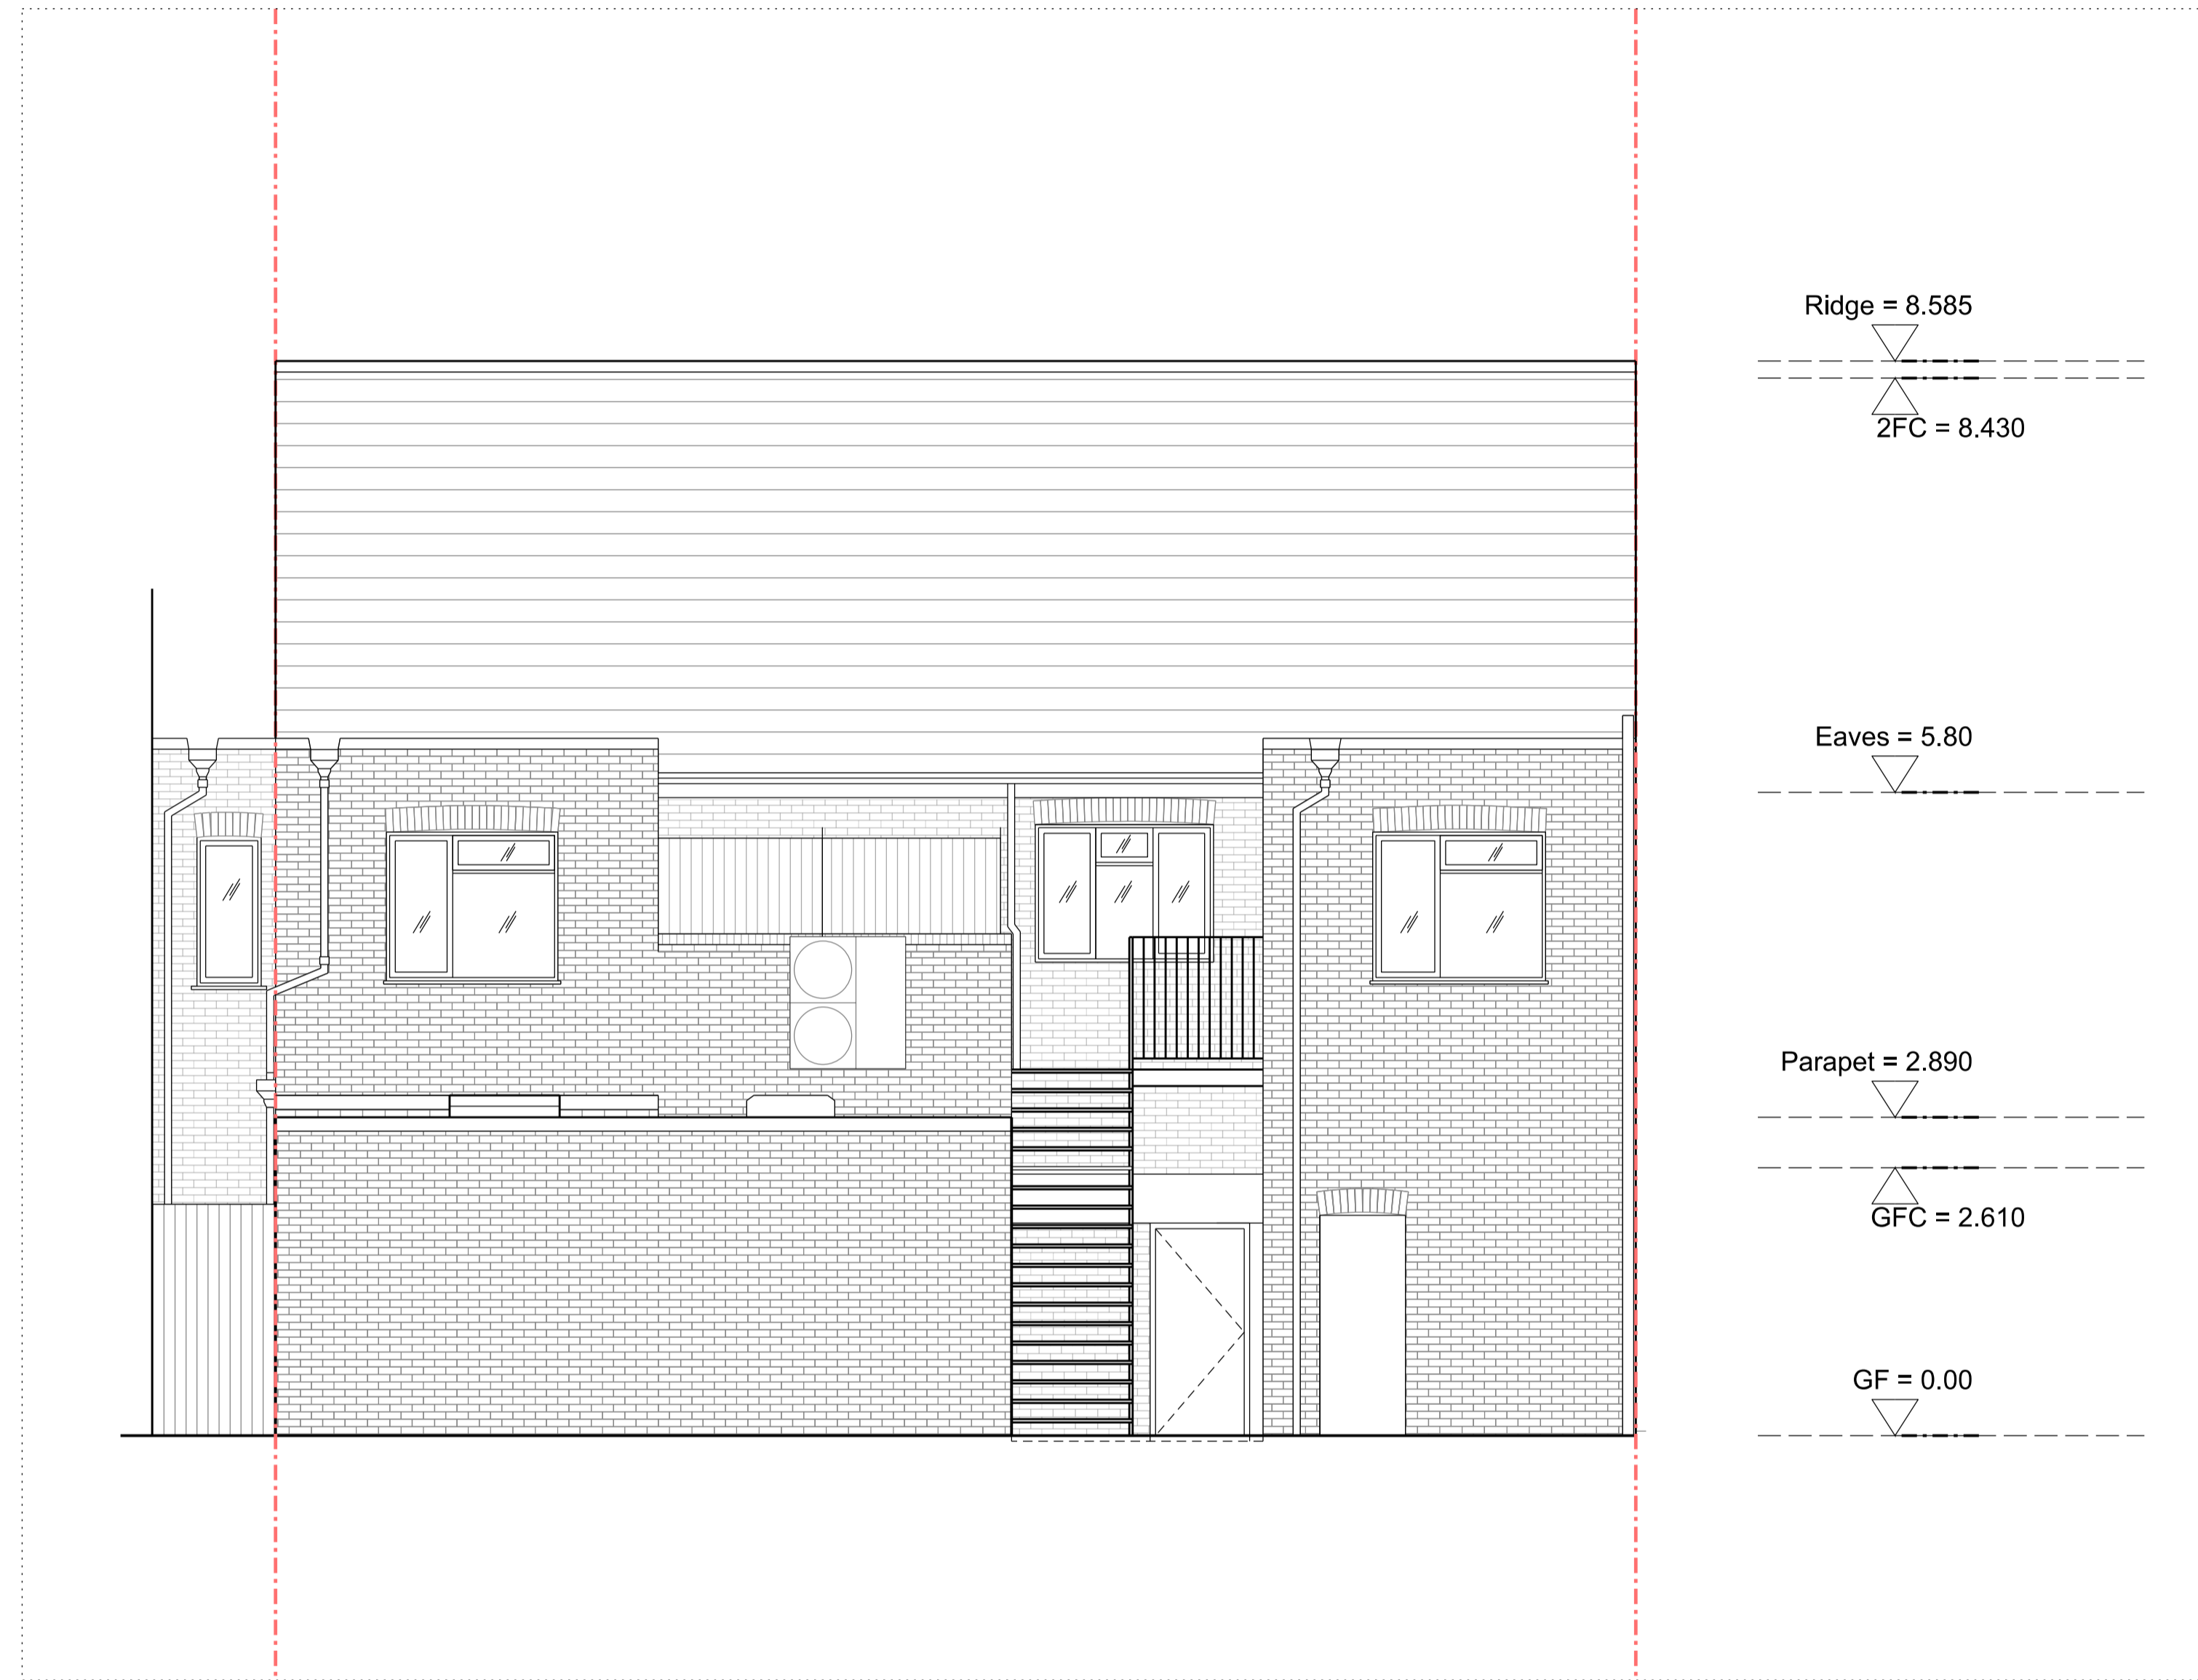 Ridge = 8.585
2FC = 8.430
Eaves = 5.80
Parapet = 2.890
GFC = 2.610
GF = 0.00